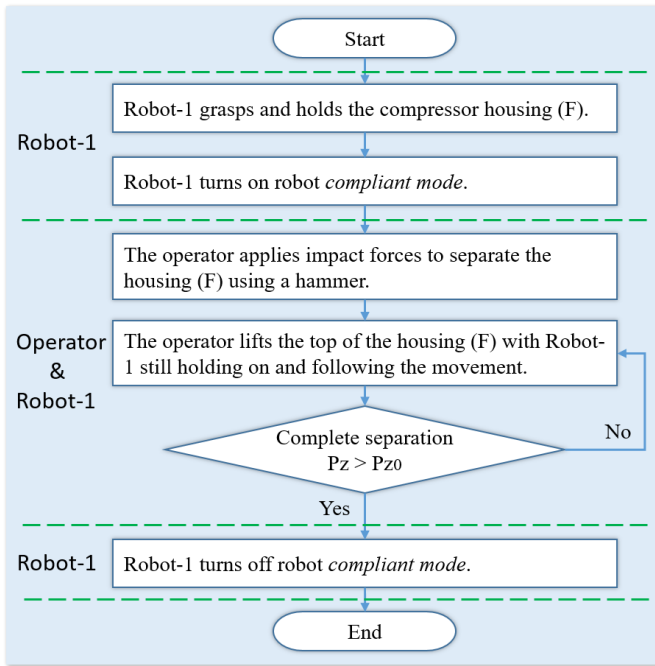 Start
Robot-1 grasps and holds the compressor housing (F).
Robot-1
Robot-1 turns on robot compliant mode.
The operator applies impact forces to separate the
housing (F) using a hammer.
Operator
&
Robot-1
The operator lifts the top of the housing (F) with Robot-
1 still holding on and following the movement.
Complete separation
Pz > Pz0
No
Yes
Robot-1
Robot-1 turns off robot compliant mode.
End